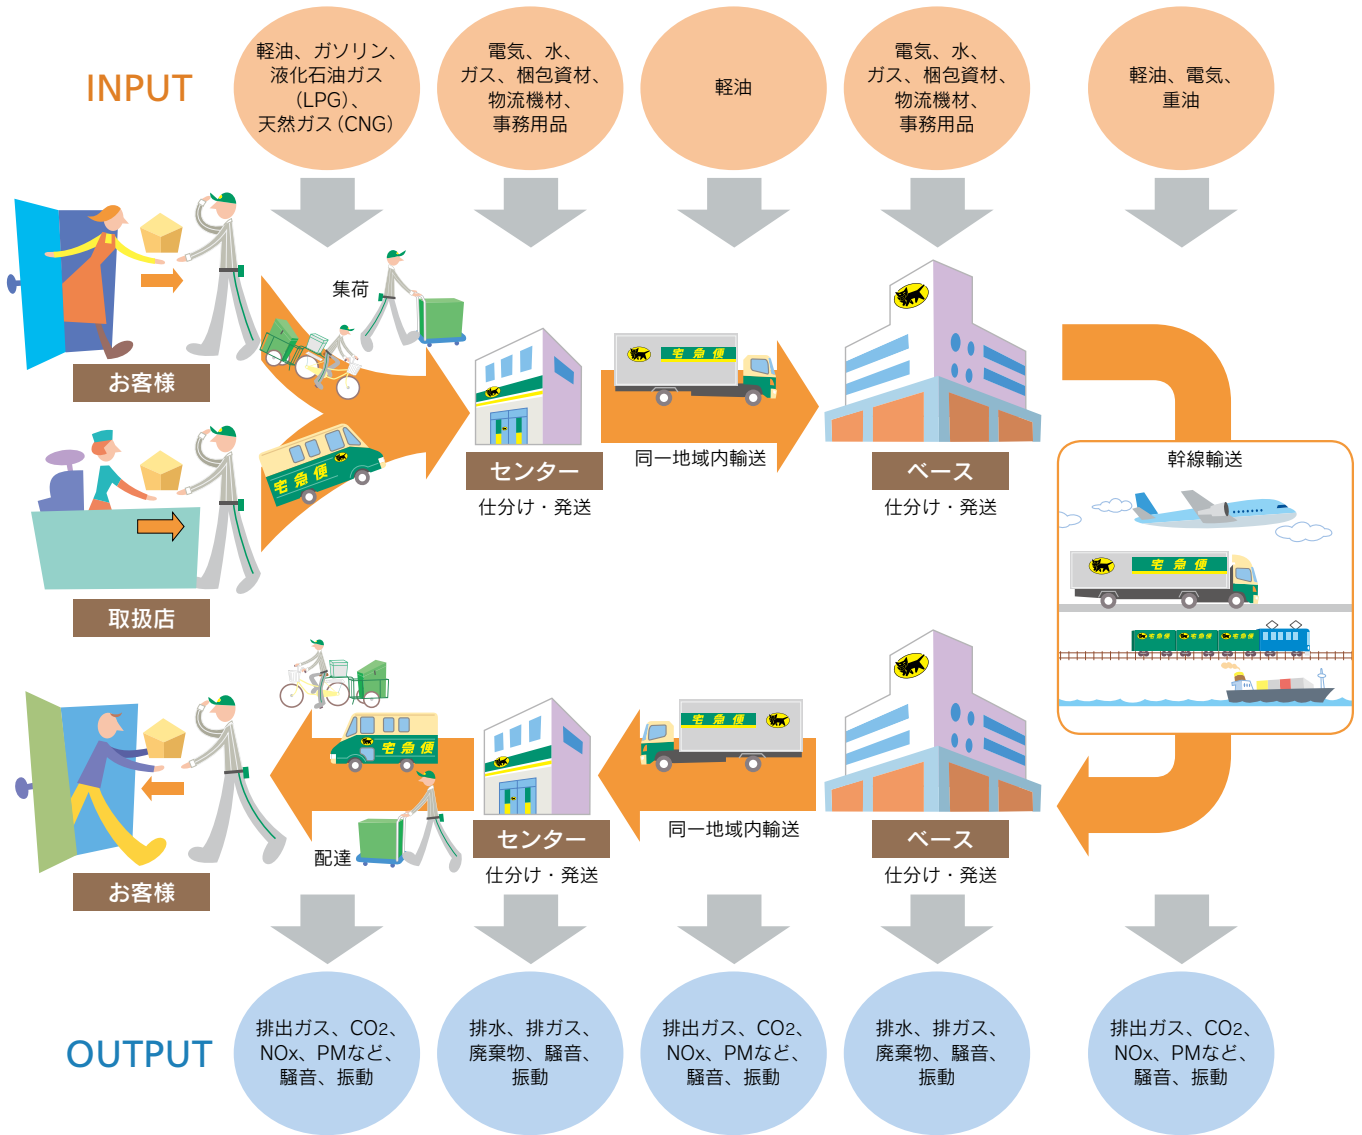 INPUT
軽油、ガソリン、
液化石油ガス
(LPG)、
天然ガス(CNG)
電気、水、
ガス、梱包資材、
物流機材、
事務用品
軽油
電気、水、
ガス、梱包資材、
物流機材、
事務用品
軽油、電気、
重油
集荷
お客様
宅急便
宅急便
センター
仕分け・発送
同一地域内輸送
ベース
仕分け・発送
幹線輸送
宅急便
宅急便
宅急便
宅急便
取扱店
お客様
宅急便
配達
センター
仕分け・発送
宅急便
同一地域内輸送
ベース
仕分け・発送
OUTPUT
排出ガス、CO2、
NOx、PMなど、
騒音、振動
排水、排ガス、
廃棄物、騒音、
振動
排出ガス、CO2、
NOx、PMなど、
騒音、振動
排水、排ガス、
廃棄物、騒音、
振動
排出ガス、CO2、
NOx、PMなど、
騒音、振動